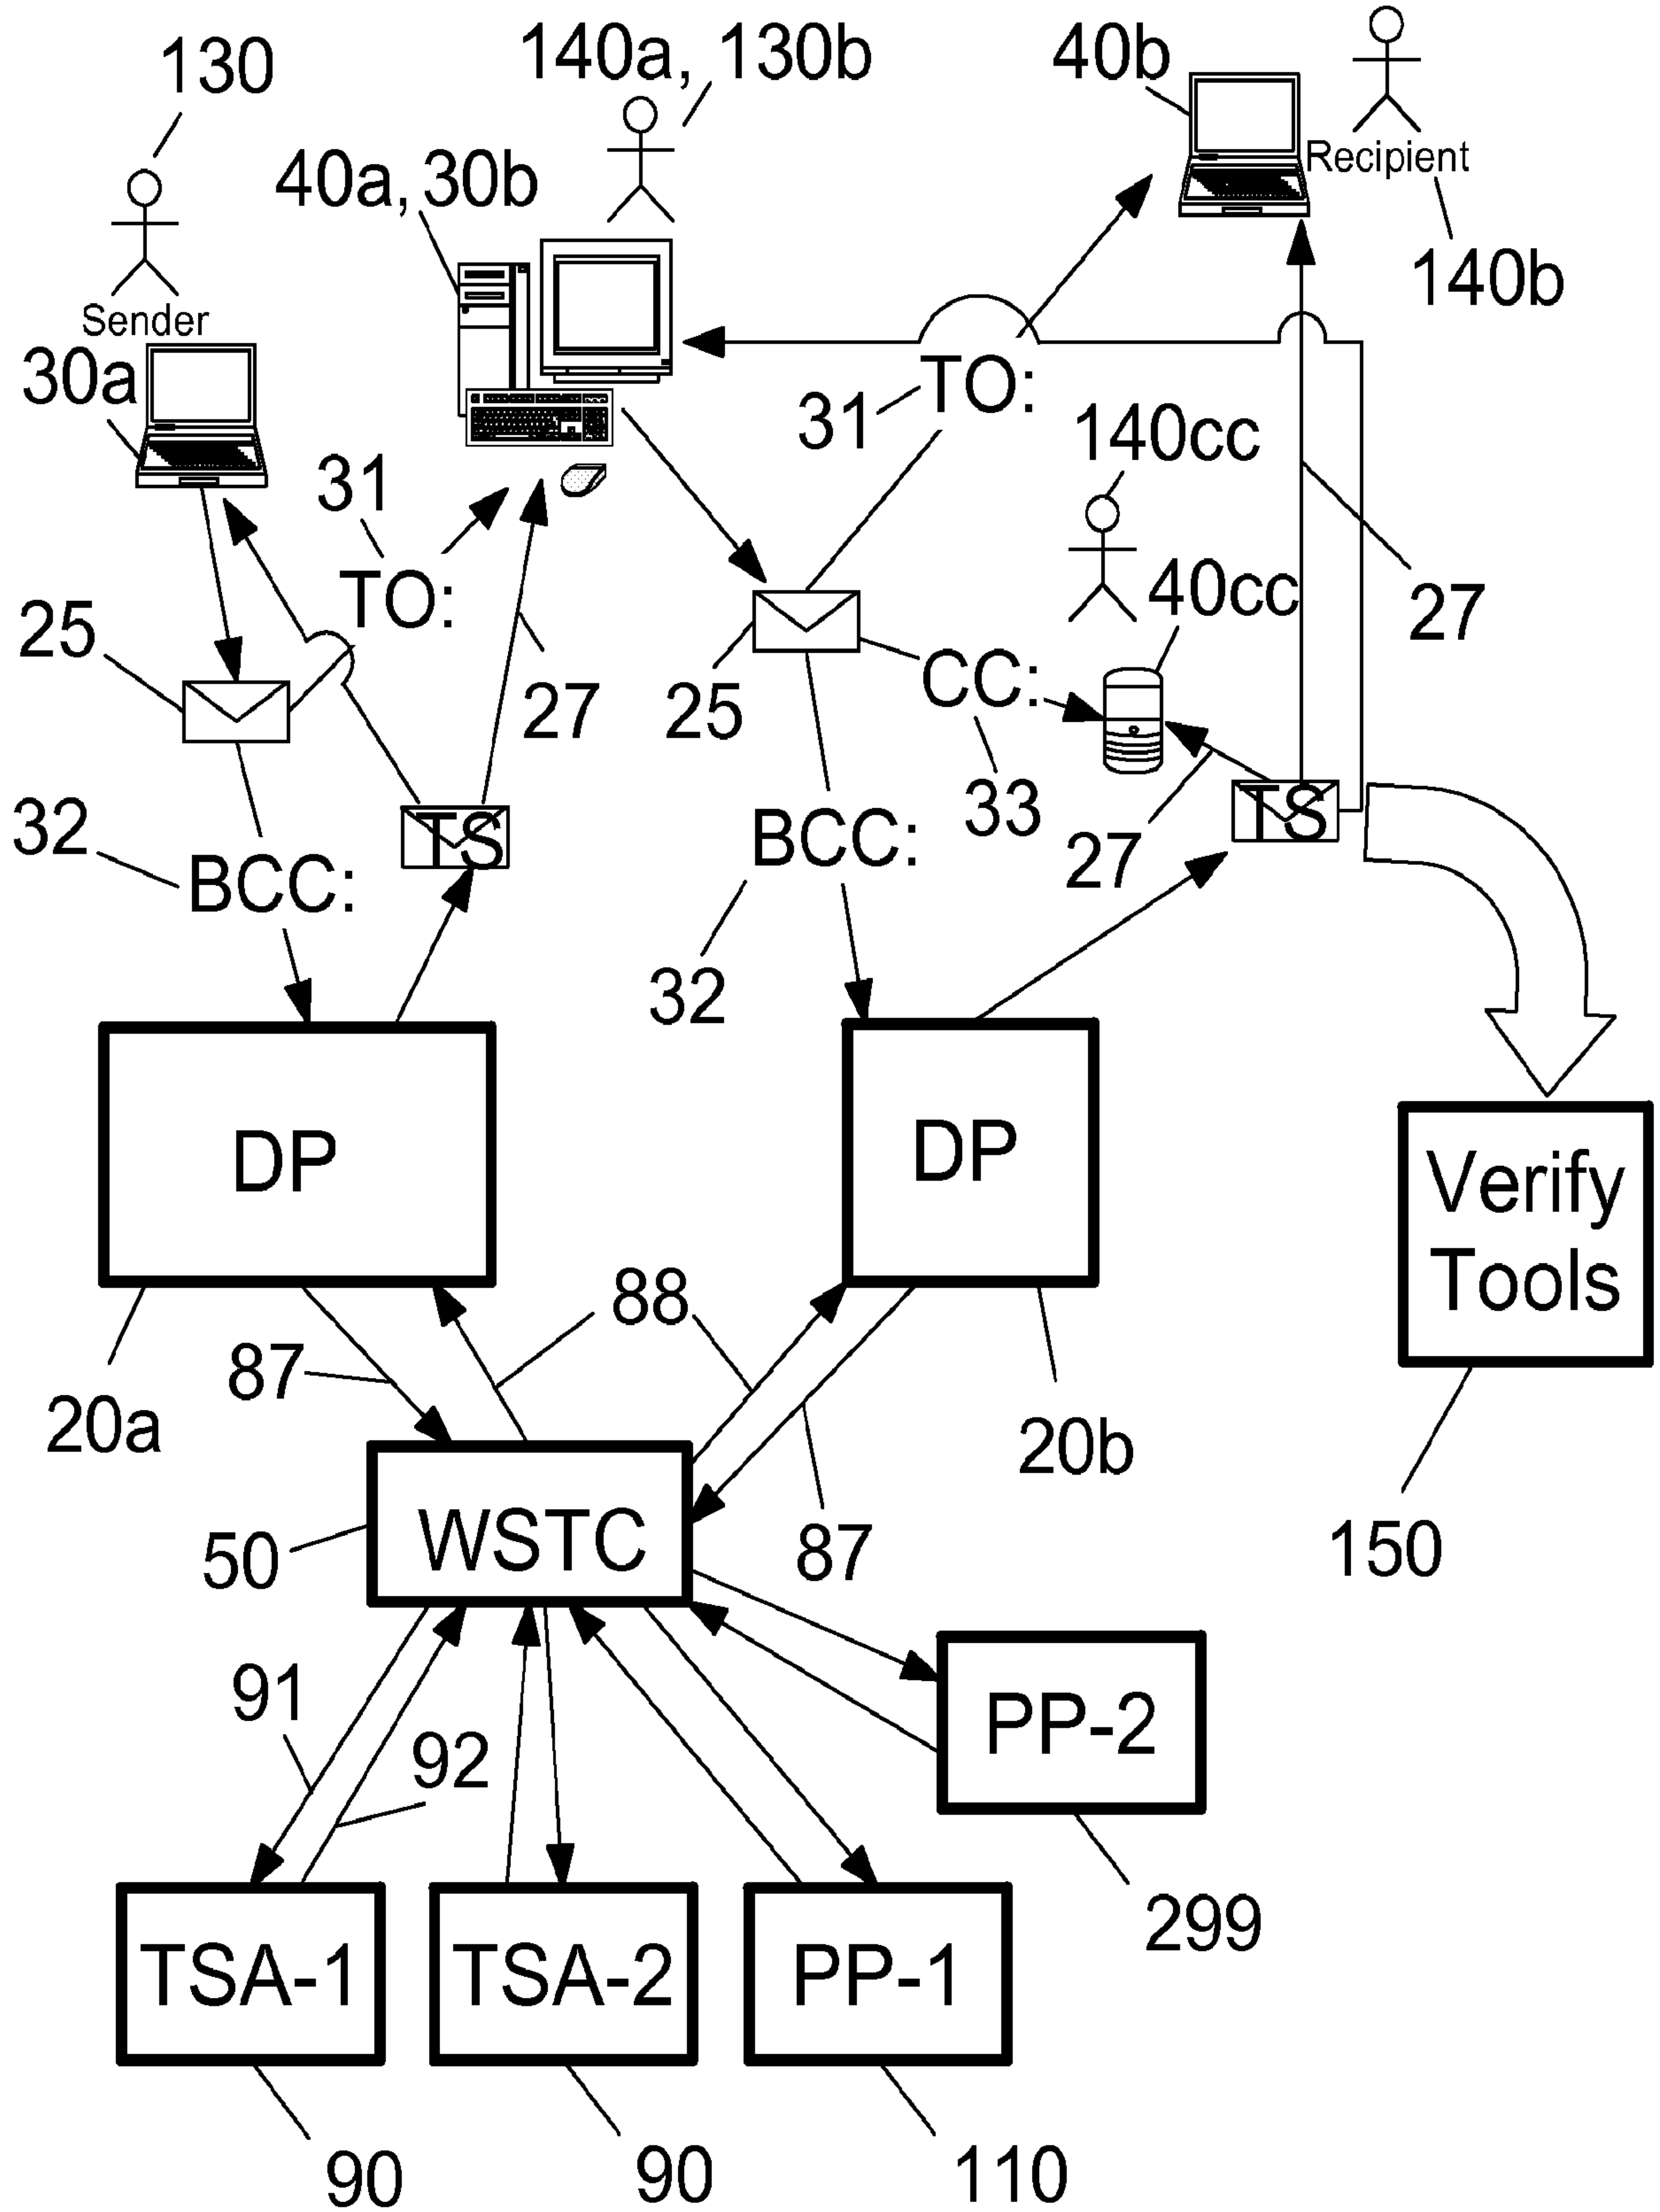 130
140a, 130b
40b
40a, 30b
Recipient
140b
Sender
30a
31
TO:
31
TO:
140cc
25
27
25
CC:
40cc
27
33
32
BCC:
TS
BCC:
27
TS
32
DP
DP
Verify
Tools
88
87
20a
20b
150
50
WSTC
87
91
92
PP-2
299
TSA-1
TSA-2
PP-1
90
90
110